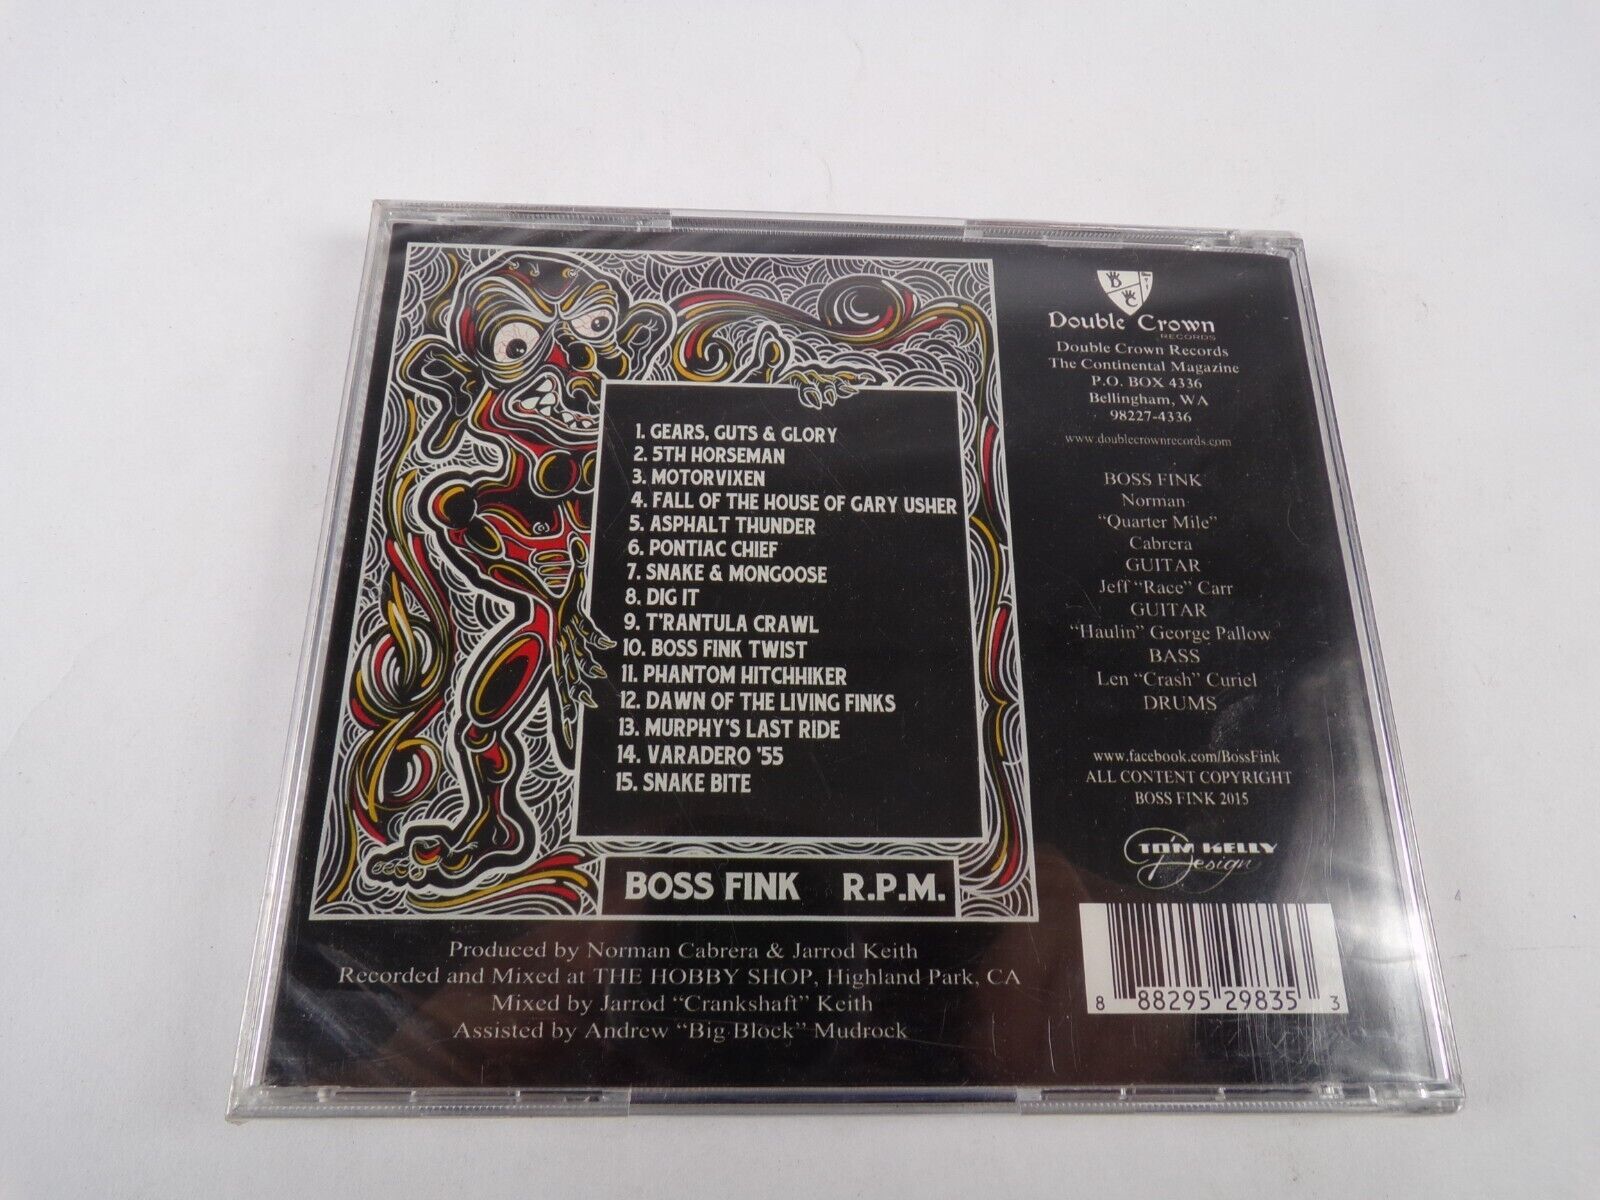 1. GEARS, GUTS & GLORY
2. 5TH HORSEMAN
3. MOTORVIXEN
4. FALL OF THE HOUSE OF GARY USHER
5. ASPHALT THUNDER
6. PONTIAC CHIEF
7. SNAKE & MONGOOSE
8. DIG IT
9. T'RANTULA CRAWL
10. BOSS FINK TWIST
11. PHANTOM HITCHHIKER
12. DAWN OF THE LIVING FINKS
13. MURPHY'S LAST RIDE
14. VARADERO '55
15. SNAKE BITE
BOSS FINK R.P.M.
Produced by Norman Cabrera & Jarrod Keith
Recorded and Mixed at THE HOBBY SHOP, Highland Park, CA
Mixed by Jarrod "Crankshaft" Keith
Assisted by Andrew "Big Block" Mudrock
D
C
Double Crown
RECORDS
Double Crown Records
The Continental Magazine
P.O. BOX 4336
Bellingham, WA
98227-4336
www.doublecrownrecords.com
BOSS FINK
Norman
"Quarter Mile"
Cabrera
GUITAR
Jeff "Race" Carr
GUITAR
"Haulin" George Pallow
BASS
Len "Crash" Curiel
DRUMS
www.facebook.com/BossFink
ALL CONTENT COPYRIGHT
BOSS FINK 2015
TOM KELLY
Design
8 88295 29835 3